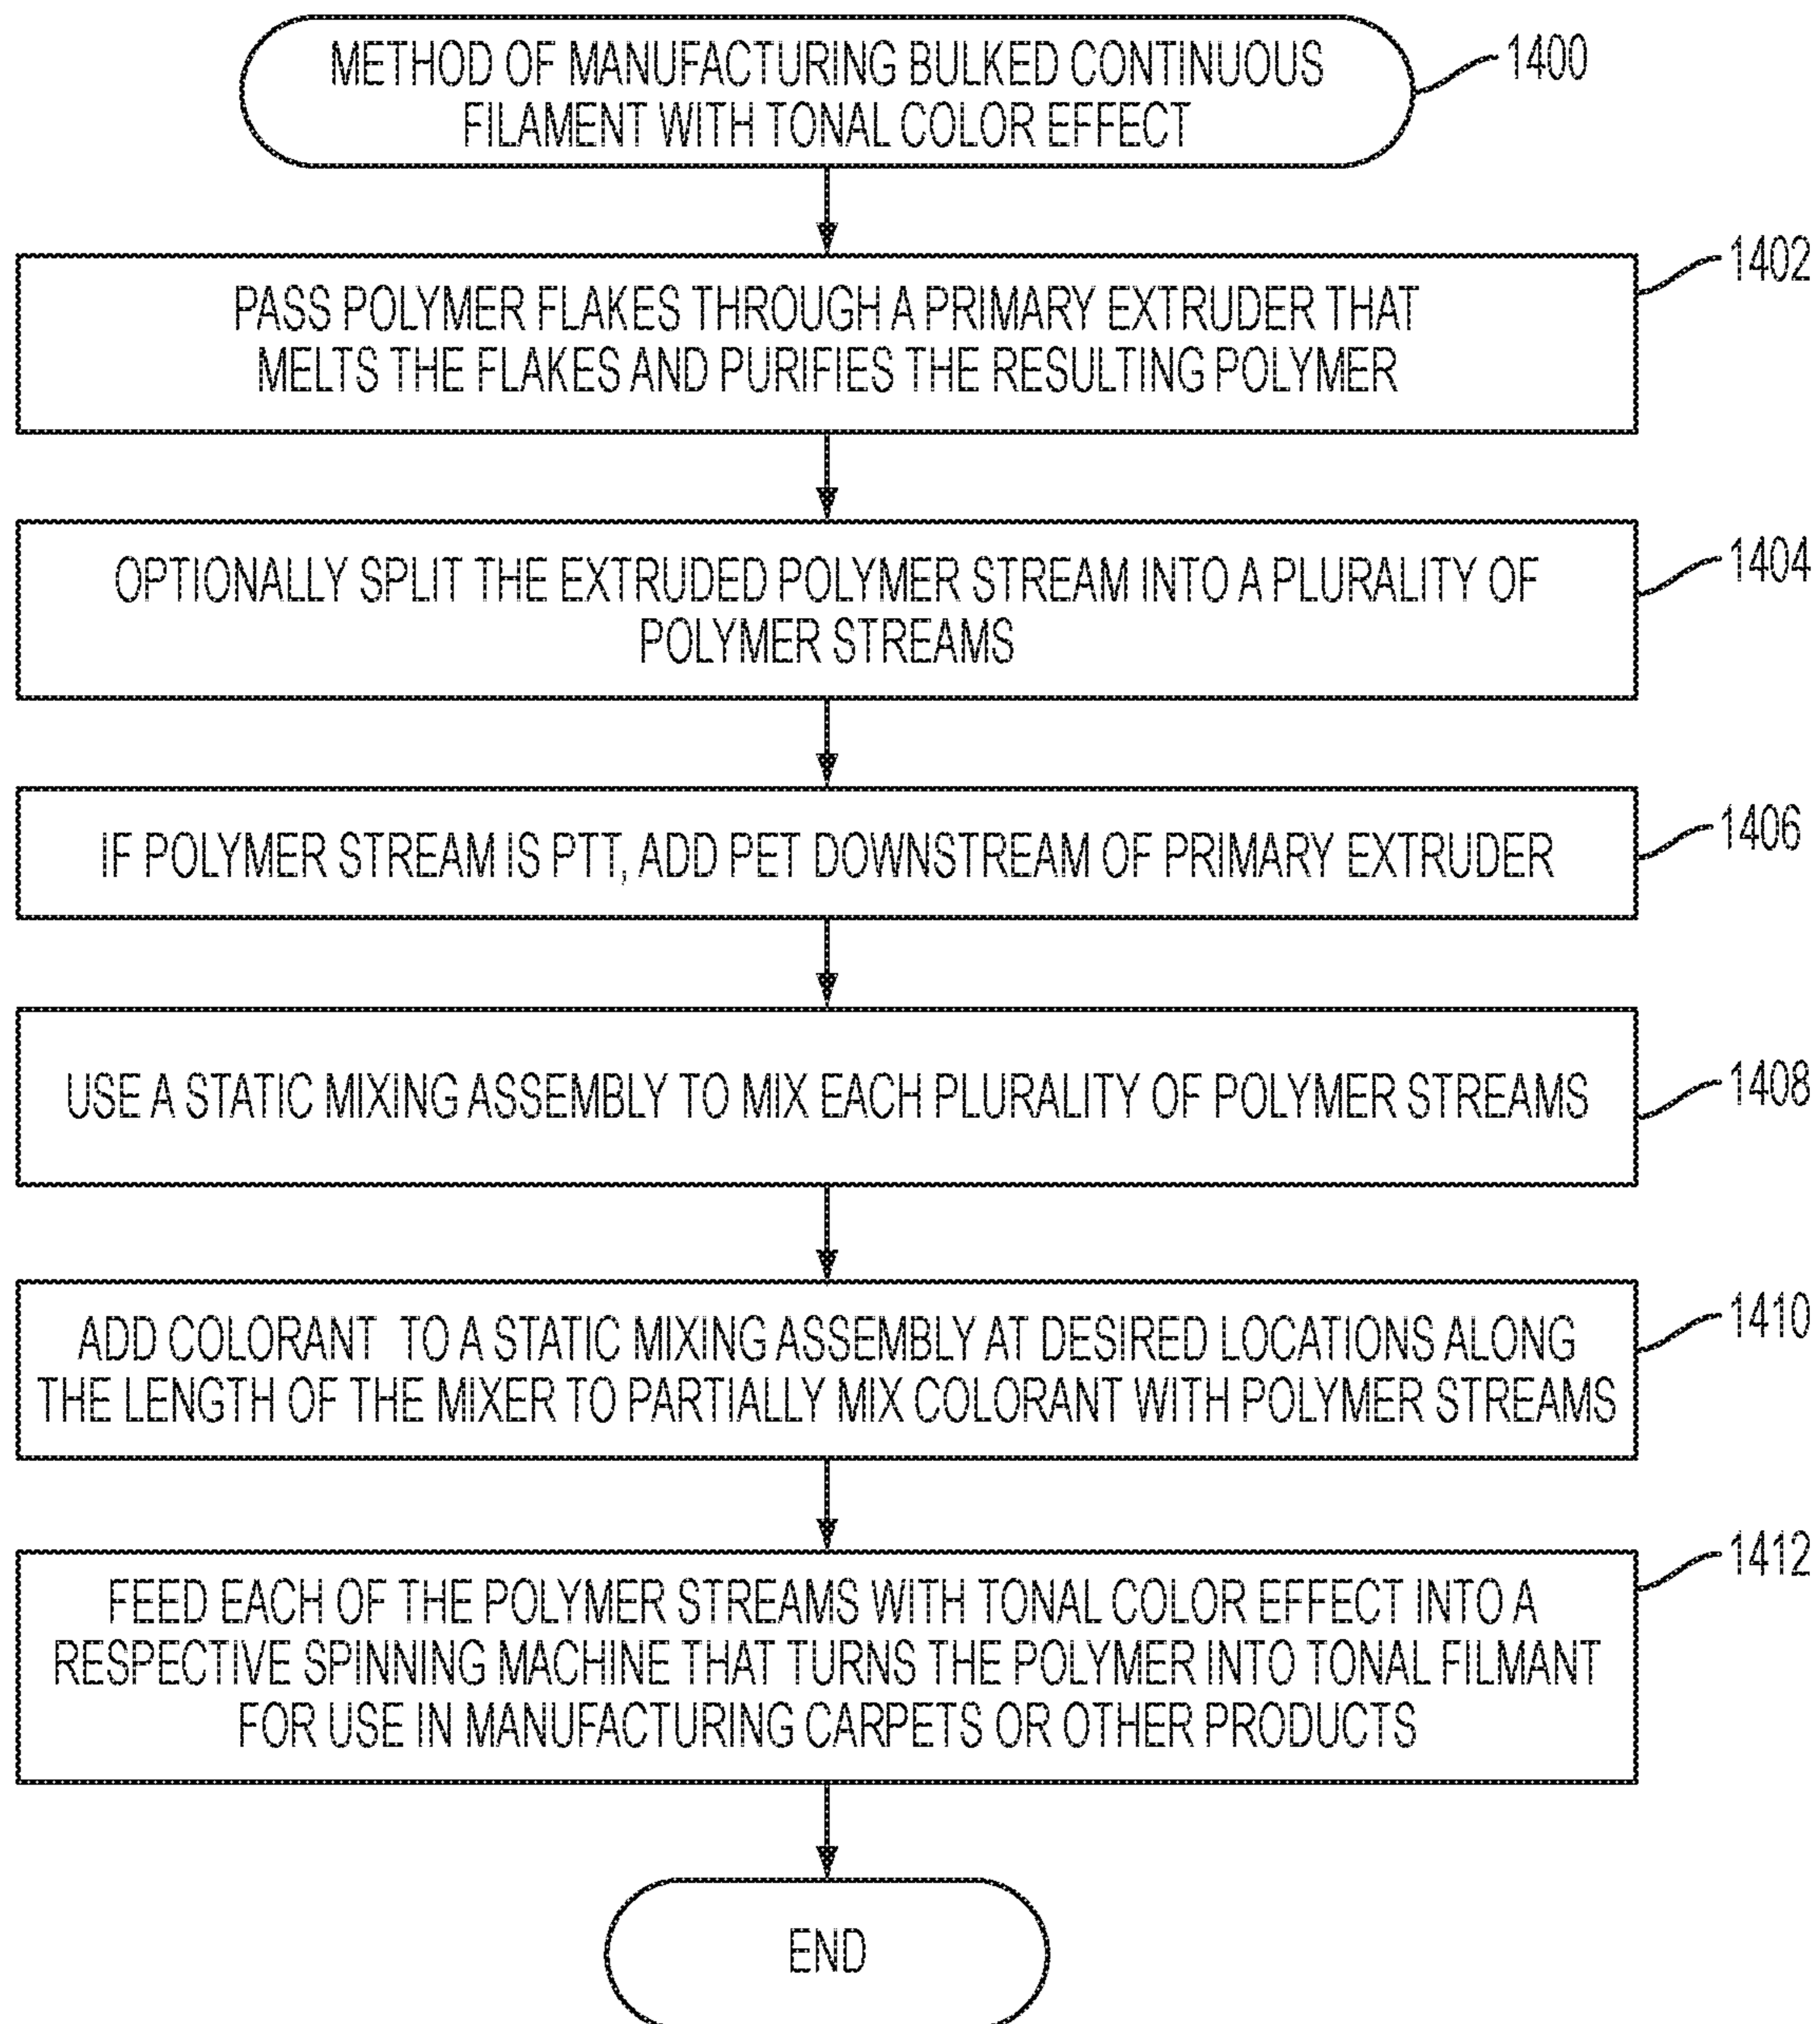 METHOD OF MANUFACTURING BULKED CONTINUOUS
FILAMENT WITH TONAL COLOR EFFECT
1400
PASS POLYMER FLAKES THROUGH A PRIMARY EXTRUDER THAT
MELTS THE FLAKES AND PURIFIES THE RESULTING POLYMER
1402
OPTIONALLY SPLIT THE EXTRUDED POLYMER STREAM INTO A PLURALITY OF
POLYMER STREAMS
1404
IF POLYMER STREAM IS PTT, ADD PET DOWNSTREAM OF PRIMARY EXTRUDER
1406
USE A STATIC MIXING ASSEMBLY TO MIX EACH PLURALITY OF POLYMER STREAMS
1408
ADD COLORANT TO A STATIC MIXING ASSEMBLY AT DESIRED LOCATIONS ALONG
THE LENGTH OF THE MIXER TO PARTIALLY MIX COLORANT WITH POLYMER STREAMS
1410
FEED EACH OF THE POLYMER STREAMS WITH TONAL COLOR EFFECT INTO A
RESPECTIVE SPINNING MACHINE THAT TURNS THE POLYMER INTO TONAL FILMANT
FOR USE IN MANUFACTURING CARPETS OR OTHER PRODUCTS
1412
END